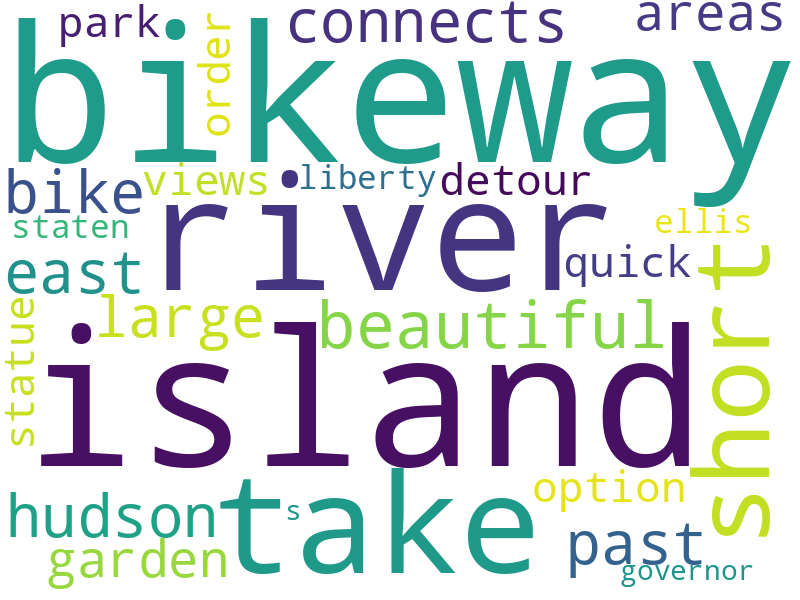 park
order
connects
areas
bikeway
bike
views
liberty
detour
staten
river
ellis
east
quick
statue
large
beautiful
short
island
hudson
s
take
option
garden
past
governor